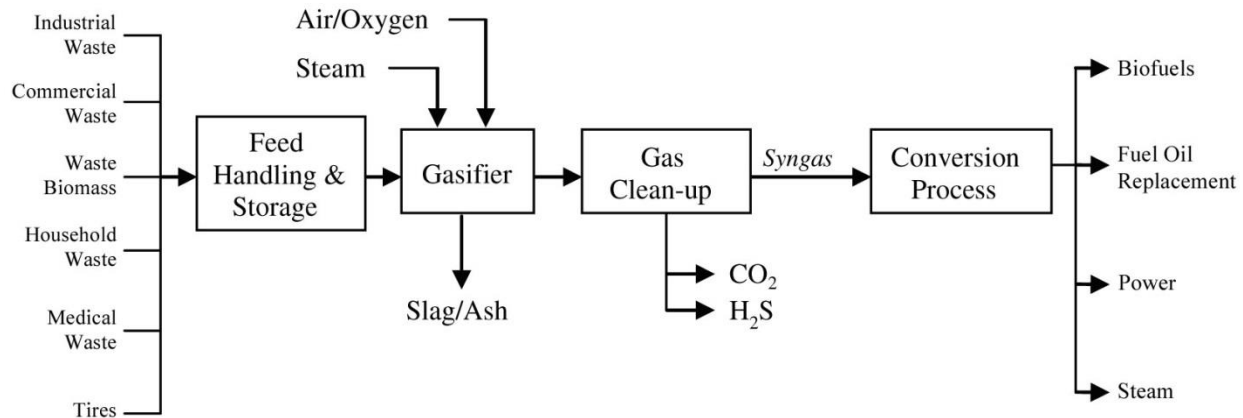 Industrial
Waste
Commercial
Waste
Waste
Biomass
Household
Waste
Medical
Waste
Tires
Feed
Handling &
Storage
Air/Oxygen
Steam
Gasifier
Slag/Ash
Gas
Clean-up
CO₂
H₂S
Syngas
Conversion
Process
Biofuels
Fuel Oil
Replacement
Power
Steam